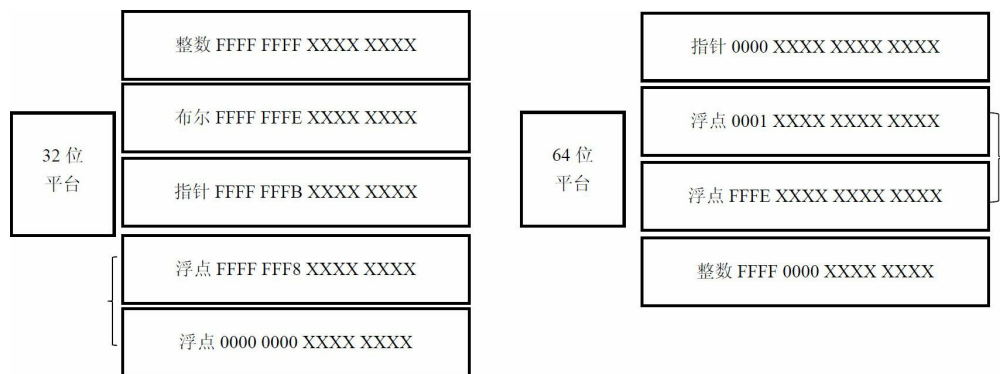 32 位
平台
整数 FFFF FFFF XXXX XXXX
布尔 FFFF FFFE XXXX XXXX
指针 FFFF FFFB XXXX XXXX
浮点 FFFF FFF8 XXXX XXXX
浮点 0000 0000 XXXX XXXX
64 位
平台
指针 0000 XXXX XXXX XXXX
浮点 0001 XXXX XXXX XXXX
浮点 FFFE XXXX XXXX XXXX
整数 FFFF 0000 XXXX XXXX